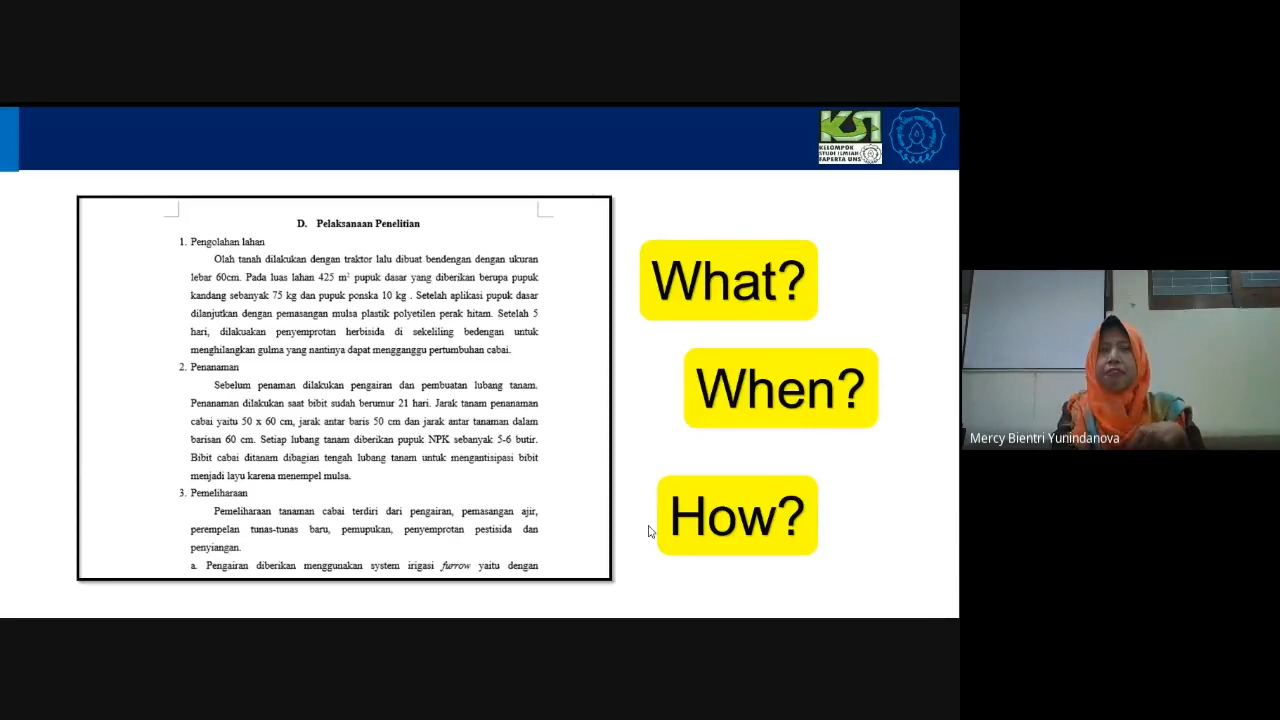 KSI
KELOMPOK
STUDI ILMIAH
FAPERTA UNS
D. Pelaksanaan Penelitian
1. Pengolahan lahan
Olah tanah dilakukan dengan traktor lalu dibuat bendengan dengan ukuran
lebar 60cm. Pada luas lahan 425 m² pupuk dasar yang diberikan berupa pupuk
kandang sebanyak 75 kg dan pupuk ponska 10 kg . Setelah aplikasi pupuk dasar
dilanjutkan dengan pemasangan mulsa plastik polyetilen perak hitam. Setelah 5
hari, dilakuakan penyemprotan herbisida di sekeliling bedengan untuk
menghilangkan gulma yang nantinya dapat mengganggu pertumbuhan cabai.
2. Penanaman
Sebelum penaman dilakukan pengairan dan pembuatan lubang tanam.
Penanaman dilakukan saat bibit sudah berumur 21 hari. Jarak tanam penanaman
cabai yaitu 50 x 60 cm, jarak antar baris 50 cm dan jarak antar tanaman dalam
barisan 60 cm. Setiap lubang tanam diberikan pupuk NPK sebanyak 5-6 butir.
Bibit cabai ditanam dibagian tengah lubang tanam untuk mengantisipasi bibit
menjadi layu karena menempel mulsa.
3. Pemeliharaan
Pemeliharaan tanaman cabai terdiri dari pengairan, pemasangan ajir,
perempelan tunas-tunas baru, pemupukan, penyemprotan pestisida dan
penyiangan.
a. Pengairan diberikan menggunakan system irigasi furrow yaitu dengan
What?
When?
How?
Mercy Bientri Yunindanova